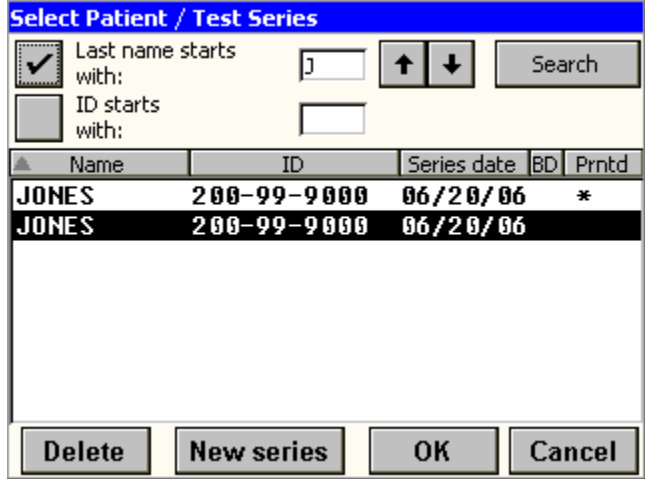 Select Patient / Test Series
Last name starts with: J Search
ID starts with:
Name ID Series date BD Prntd
JONES 200-99-9000 06/20/06 *
JONES 200-99-9000 06/20/06
Delete New series OK Cancel